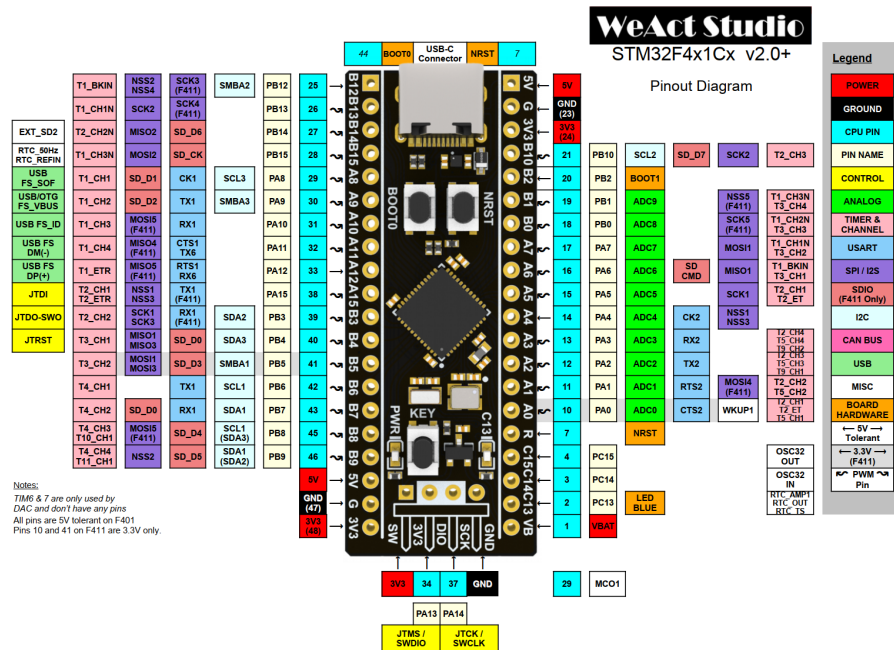 WeAct Studio
STM32F4x1Cx v2.0+
Pinout Diagram
44 BOOT0 USB-C Connector NRST 7
T1_BKIN NSS2 NSS4 SCK3 (F411) SMBA2 PB12 25 B12
T1_CH1N SCK2 SCK4 (F411) PB13 26 B13
EXT_SD2 T2_CH2N MISO2 SD_D6 PB14 27 B14
RTC_50Hz RTC_REFIN T1_CH3N MOSI2 SD_CK PB15 28 B15
USB FS_SOF T1_CH1 SD_D1 CK1 SCL3 PA8 29 A8
USB/OTG FS_VBUS T1_CH2 SD_D2 TX1 SMBA3 PA9 30 A9
USB FS_ID T1_CH3 MOSI5 (F411) RX1 PA10 31 A10
USB FS DM(-) T1_CH4 MISO4 (F411) CTS1 TX6 PA11 32 A11
USB FS DP(+) T1_ETR MISO5 (F411) RTS1 RX6 PA12 33 A12
JTDI T2_CH1 T2_ETR NSS1 NSS3 TX1 (F411) PA15 38 A15
JTDO-SWO T2_CH2 SCK1 SCK3 RX1 (F411) SDA2 PB3 39 B3
JTRST T3_CH1 MISO1 MISO3 SD_D0 SDA3 PB4 40 B4
T3_CH2 MOSI1 MOSI3 SD_D3 SMBA1 PB5 41 B5
T4_CH1 TX1 SCL1 PB6 42 B6
T4_CH2 SD_D0 RX1 SDA1 PB7 43 B7
T4_CH3 T10_CH1 MOSI5 (F411) SD_D4 SCL1 (SDA3) PB8 45 B8
T4_CH4 T11_CH1 NSS2 SD_D5 SDA1 (SDA2) PB9 46 B9
5V 5V
GND (47) G
3V3 (48) 3V3
BOOT0 NRST
PWR KEY C13
SW 3V3 DIO SCK GND
5V 5V
G GND (23)
3V3 3V3 (24)
B10 21 PB10 SCL2 SD_D7 SCK2 T2_CH3
B2 20 PB2 BOOT1
B1 19 PB1 ADC9 NSS5 (F411) T1_CH3N T3_CH4
B0 18 PB0 ADC8 SCK5 (F411) T1_CH2N T3_CH3
A7 17 PA7 ADC7 MOSI1 T1_CH1N T3_CH2
A6 16 PA6 ADC6 SD CMD MISO1 T1_BKIN T3_CH1
A5 15 PA5 ADC5 SCK1 T2_CH1 T2_ET
A4 14 PA4 ADC4 CK2 NSS1 NSS3
A3 13 PA3 ADC3 RX2 T2_CH4 T5_CH4 T9_CH2
A2 12 PA2 ADC2 TX2 T2_CH3 T5_CH3 T9_CH1
A1 11 PA1 ADC1 RTS2 MOSI4 (F411) T2_CH2 T5_CH2
A0 10 PA0 ADC0 CTS2 WKUP1 T2_CH1 T2_ET T5_CH1
R 7 NRST
C15 4 PC15 OSC32 OUT
C14 3 PC14 OSC32 IN
C13 2 PC13 LED BLUE RTC_AMP1 RTC_OUT RTC_TS
VB 1 VBAT
3V3 34 37 GND
29 MCO1
PA13 PA14
JTMS / SWDIO JTCK / SWCLK
Notes:
TIM6 & 7 are only used by
DAC and don't have any pins
All pins are 5V tolerant on F401
Pins 10 and 41 on F411 are 3.3V only.
Legend
POWER
GROUND
CPU PIN
PIN NAME
CONTROL
ANALOG
TIMER & CHANNEL
USART
SPI / I2S
SDIO (F411 Only)
I2C
CAN BUS
USB
MISC
BOARD HARDWARE
← 5V → Tolerant
← 3.3V → (F411)
PWM Pin